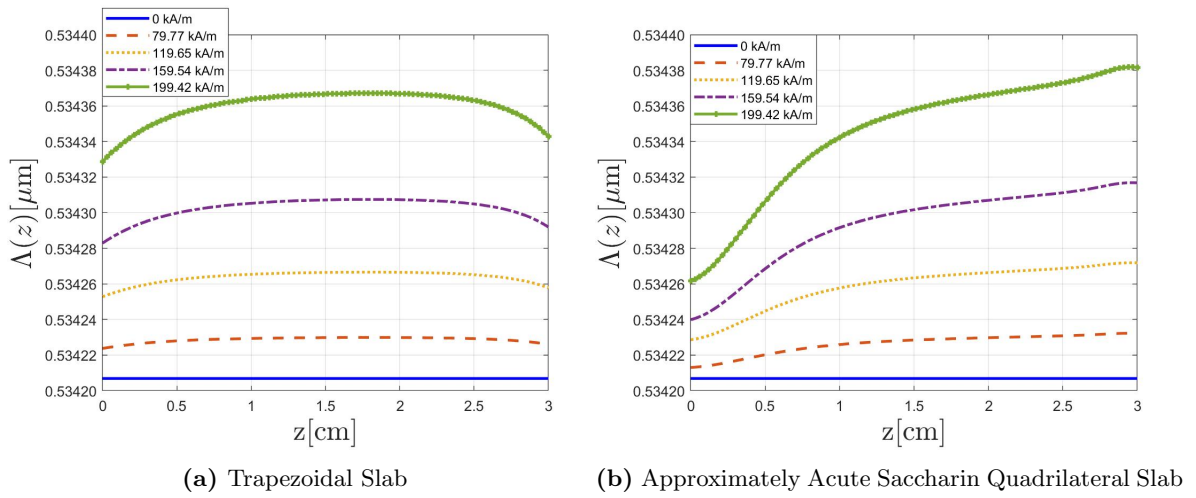 0 kA/m
79.77 kA/m
119.65 kA/m
159.54 kA/m
199.42 kA/m
0.53440
0.53438
0.53436
0.53434
0.53432
0.53430
0.53428
0.53426
0.53424
0.53422
0.53420
Λ(z)[μm]
0
0.5
1
1.5
2
2.5
3
z[cm]
(a) Trapezoidal Slab
0 kA/m
79.77 kA/m
119.65 kA/m
159.54 kA/m
199.42 kA/m
0.53440
0.53438
0.53436
0.53434
0.53432
0.53430
0.53428
0.53426
0.53424
0.53422
0.53420
Λ(z)[μm]
0
0.5
1
1.5
2
2.5
3
z[cm]
(b) Approximately Acute Saccharin Quadrilateral Slab